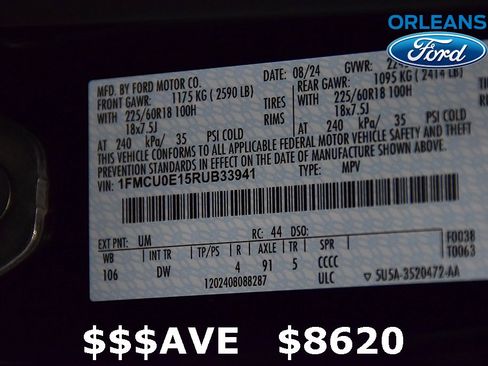 ORLEANS
Ford
MFD. BY FORD MOTOR CO.
DATE: 08/24 GVWR:
FRONT GAWR: 1175 KG ( 2590 LB)
REAR GAWR: 1095 KG ( 2414 LB)
WITH 225/60R18 100H TIRES
WITH 225/60R18 100H
18x7.5J RIMS
18x7.5J
AT 240 kPa/ 35 PSI COLD
AT 240 kPa/ 35 PSI COLD
THIS VEHICLE CONFORMS TO ALL APPLICABLE FEDERAL MOTOR VEHICLE SAFETY, BUMPER, AND THEFT
PREVENTION STANDARDS IN EFFECT ON THE DATE OF MANUFACTURE SHOWN ABOVE.
VIN: 1FMCU0E15RUB33941 TYPE: MPV
EXT PNT: UM RC: 44 DSO: F0038
WB INT TR TP/PS R AXLE TR SPR T0063
106 DW 4 91 5 CCCC
1202408088287 ULC 5U5A-3520472-AA
$$$AVE $8620